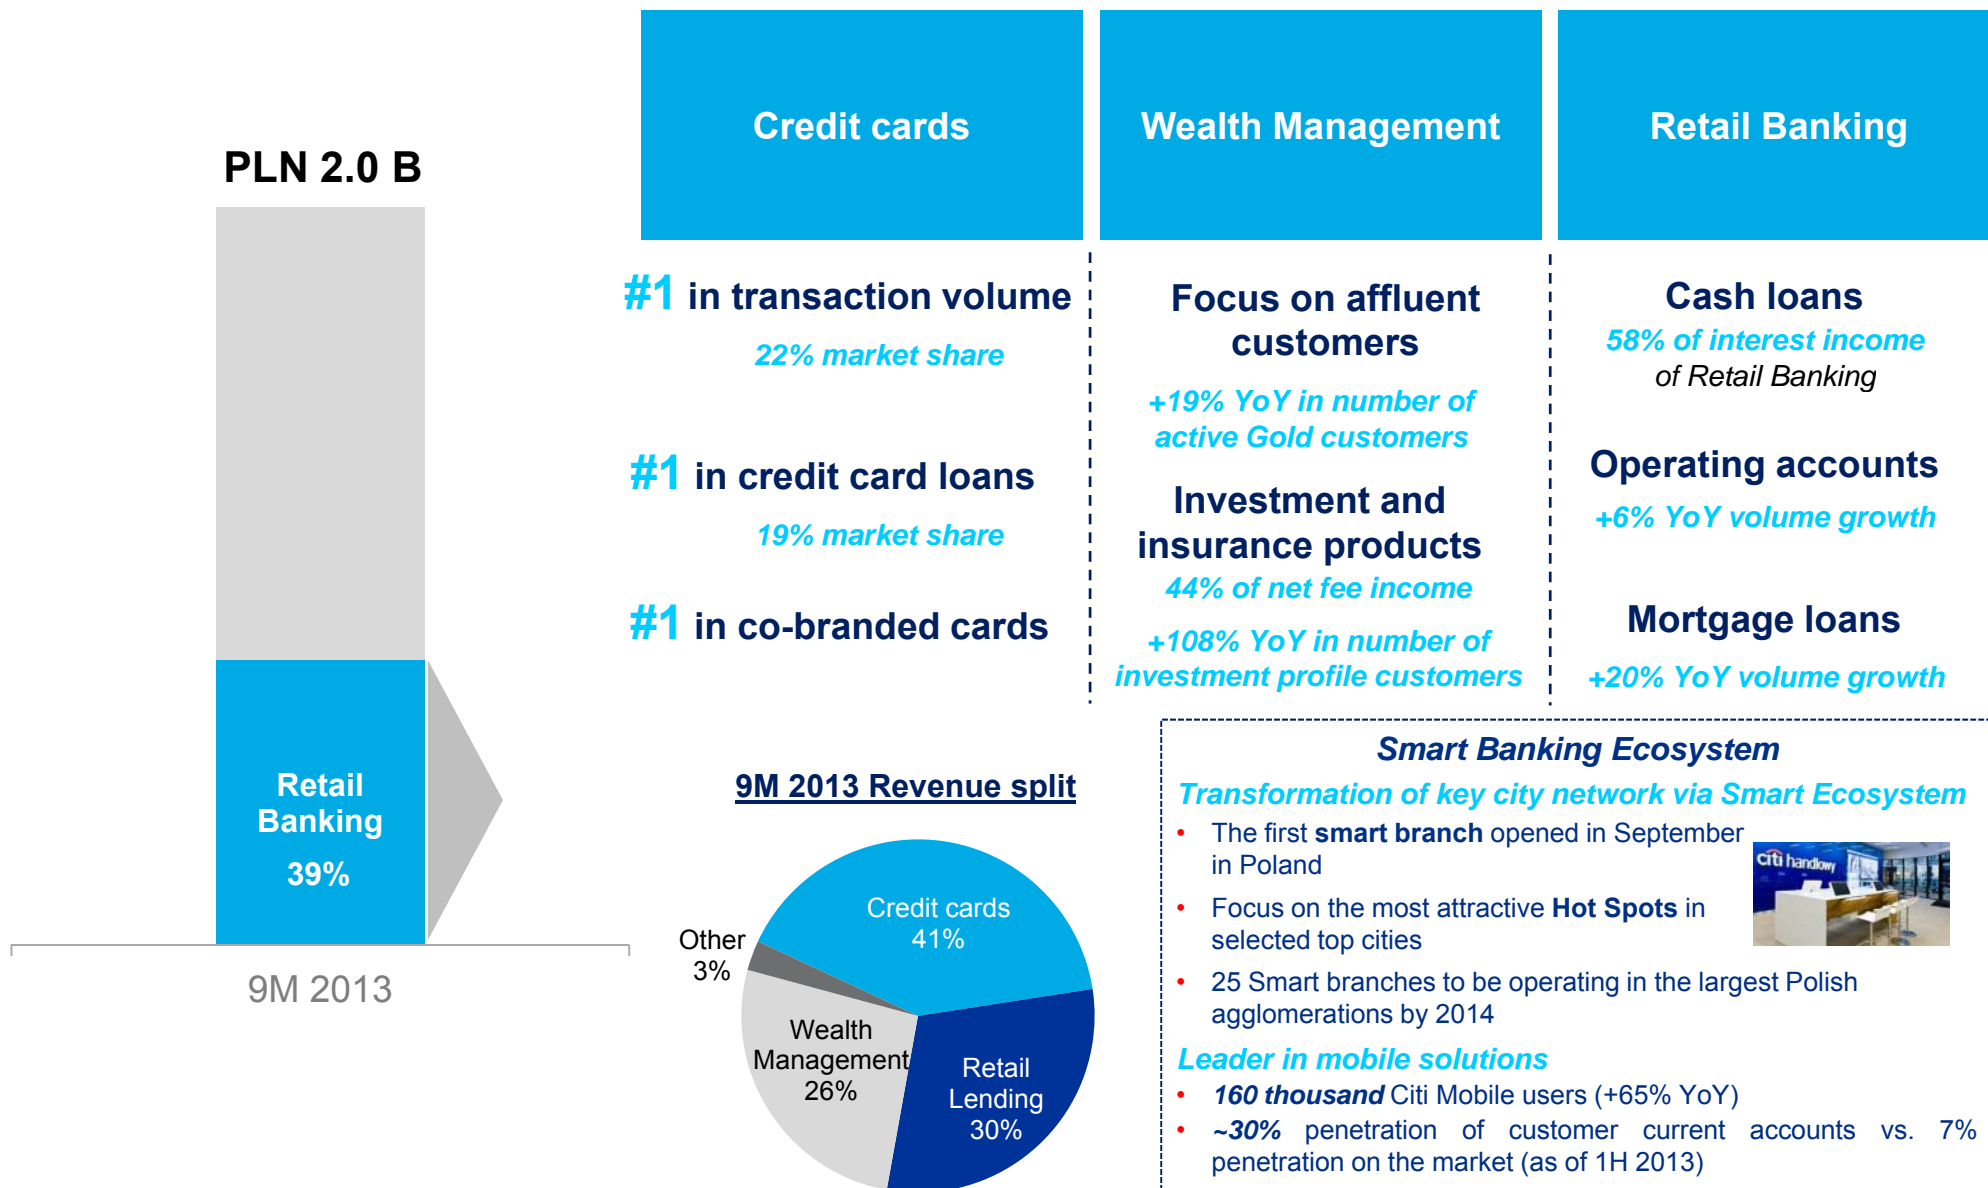 PLN 2.0 B
Retail
Banking
39%
9M 2013
Credit cards
#1 in transaction volume
22% market share
#1 in credit card loans
19% market share
#1 in co-branded cards
Wealth Management
Focus on affluent
customers
+19% YoY in number of
active Gold customers
Investment and
insurance products
44% of net fee income
+108% YoY in number of
investment profile customers
Retail Banking
Cash loans
58% of interest income
of Retail Banking
Operating accounts
+6% YoY volume growth
Mortgage loans
+20% YoY volume growth
9M 2013 Revenue split
Credit cards
41%
Other
3%
Wealth
Management
26%
Retail
Lending
30%
Smart Banking Ecosystem
Transformation of key city network via Smart Ecosystem
• The first smart branch opened in September
in Poland
citi handlowy
• Focus on the most attractive Hot Spots in
selected top cities
• 25 Smart branches to be operating in the largest Polish
agglomerations by 2014
Leader in mobile solutions
• 160 thousand Citi Mobile users (+65% YoY)
• ~30% penetration of customer current accounts vs. 7%
penetration on the market (as of 1H 2013)